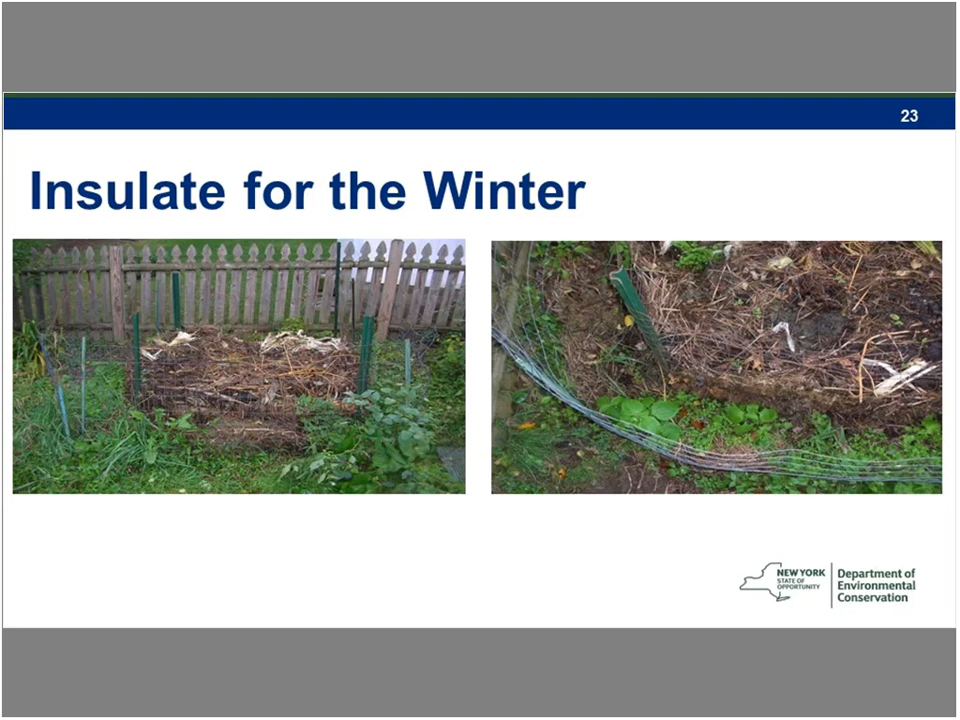 23
Insulate for the Winter
NEW YORK
STATE OF
OPPORTUNITY
Department of
Environmental
Conservation